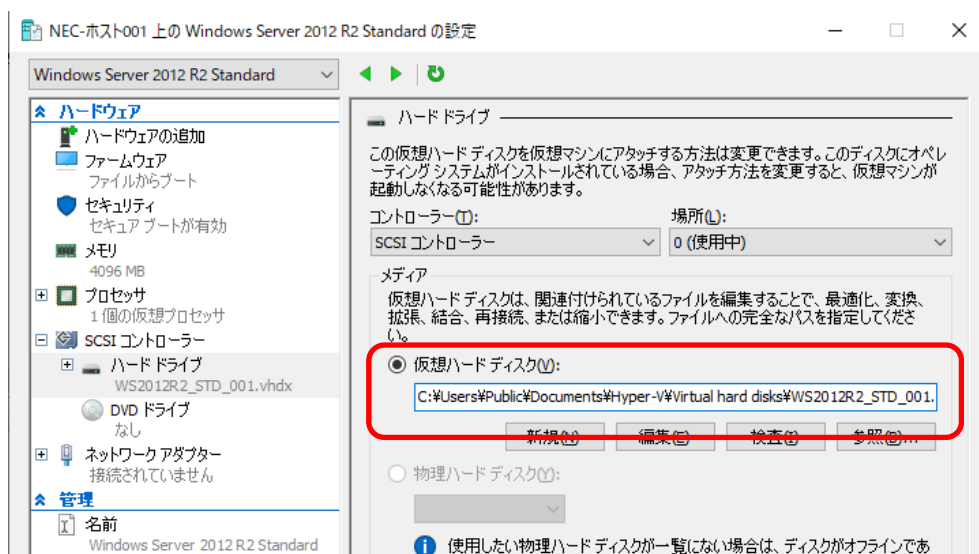 NEC-ホスト001 上の Windows Server 2012 R2 Standard の設定
Windows Server 2012 R2 Standard
ハードウェア
ハードウェアの追加
ファームウェア
ファイルからブート
セキュリティ
セキュア ブートが有効
メモリ
4096 MB
プロセッサ
1 個の仮想プロセッサ
SCSI コントローラー
ハード ドライブ
WS2012R2_STD_001.vhdx
DVD ドライブ
なし
ネットワーク アダプター
接続されていません
管理
名前
Windows Server 2012 R2 Standard
ハード ドライブ
この仮想ハード ディスクを仮想マシンにアタッチする方法は変更できます。このディスクにオペレ
ーティング システムがインストールされている場合、アタッチ方法を変更すると、仮想マシンが
起動しなくなる可能性があります。
コントローラー(T):
場所(L):
SCSI コントローラー
0 (使用中)
メディア
仮想ハード ディスクは、関連付けられているファイルを編集することで、最適化、変換、
拡張、結合、再接続、または縮小できます。ファイルへの完全なパスを指定してくださ
い。
仮想ハード ディスク(V):
C:¥Users¥Public¥Documents¥Hyper-V¥Virtual hard disks¥WS2012R2_STD_001.
新規(N)
編集(E)
検査(I)
参照(B)...
物理ハード ディスク(Y):
使用したい物理ハード ディスクが一覧にない場合は、ディスクがオフラインであ